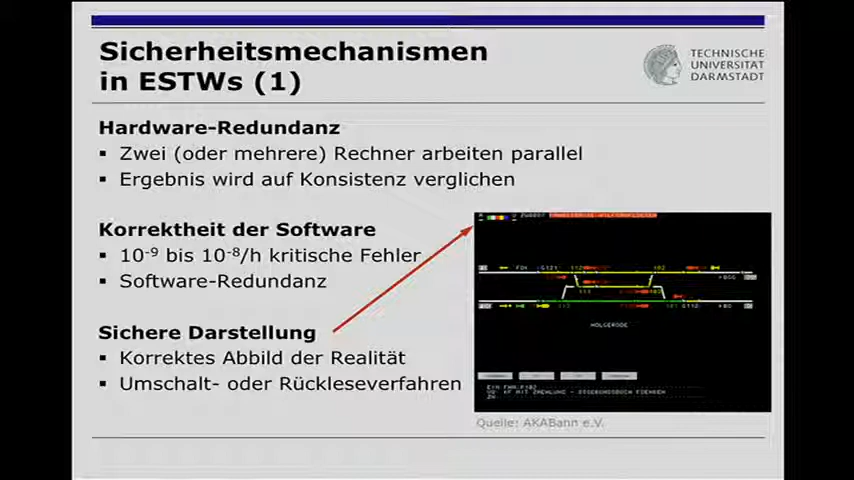 Sicherheitsmechanismen
in ESTWs (1)
TECHNISCHE
UNIVERSITÄT
DARMSTADT
Hardware-Redundanz
▪ Zwei (oder mehrere) Rechner arbeiten parallel
▪ Ergebnis wird auf Konsistenz verglichen
Korrektheit der Software
▪ 10-9 bis 10-8/h kritische Fehler
▪ Software-Redundanz
Sichere Darstellung
▪ Korrektes Abbild der Realität
▪ Umschalt- oder Rückleseverfahren
HOLGERODE
Quelle: AKABahn e.V.